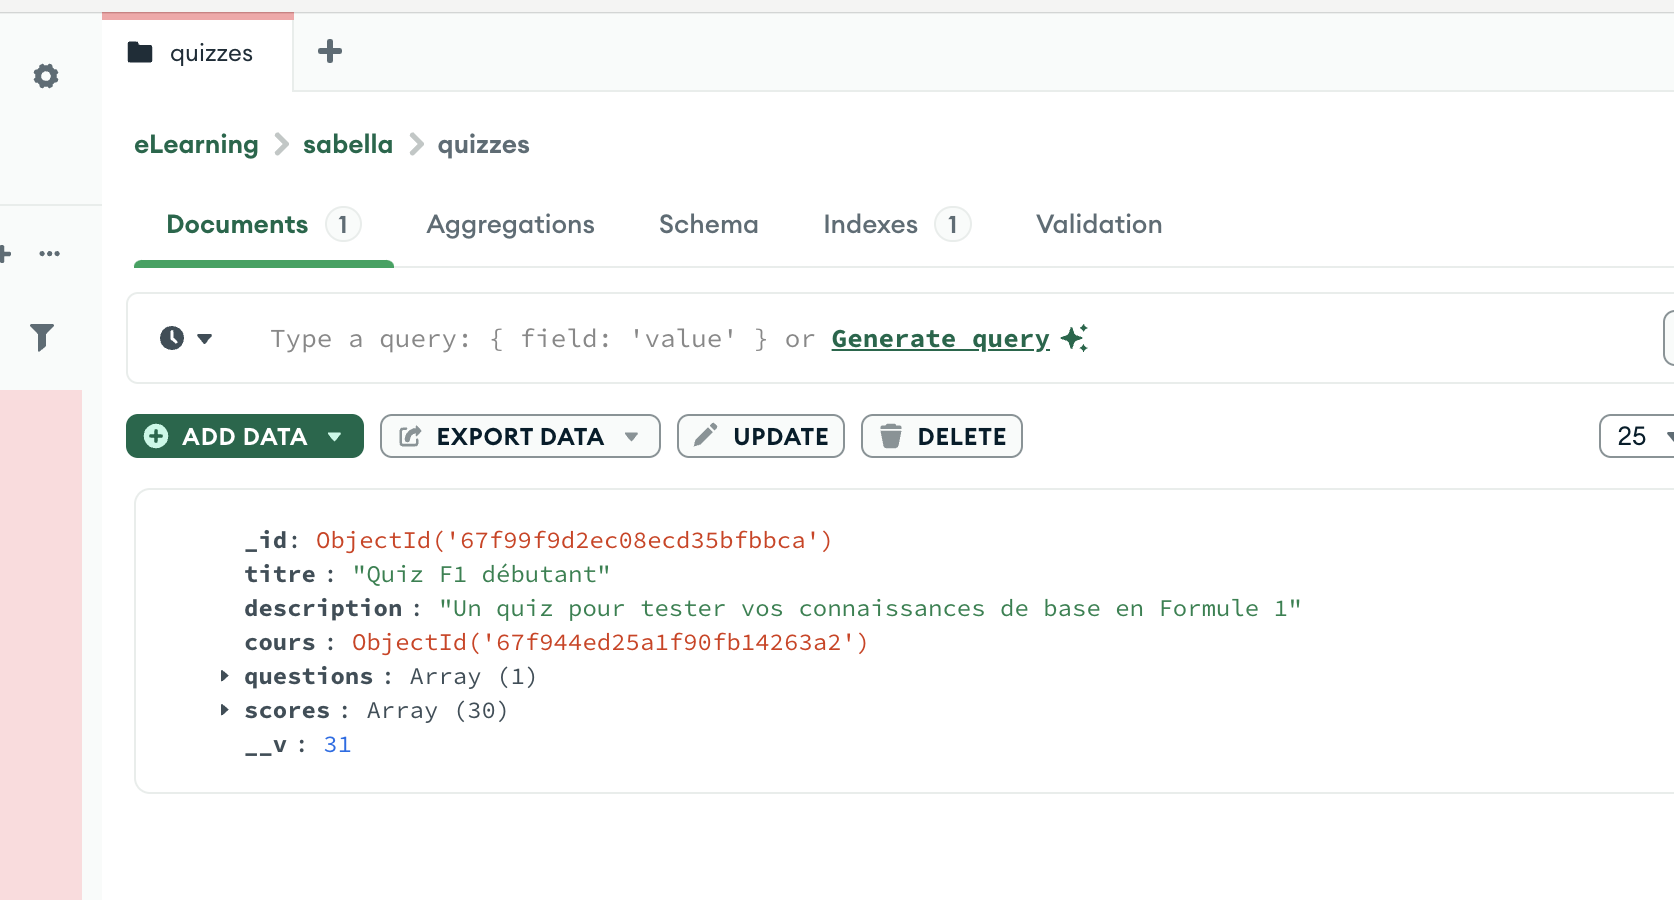 quizzes
eLearning sabella quizzes
Documents 1 Aggregations Schema Indexes 1 Validation
Type a query: { field: 'value' } or Generate query
ADD DATA EXPORT DATA UPDATE DELETE 25
_id: ObjectId('67f99f9d2ec08ecd35bfbbca')
titre : "Quiz F1 débutant"
description : "Un quiz pour tester vos connaissances de base en Formule 1"
cours : ObjectId('67f944ed25a1f90fb14263a2')
questions : Array (1)
scores : Array (30)
__v : 31